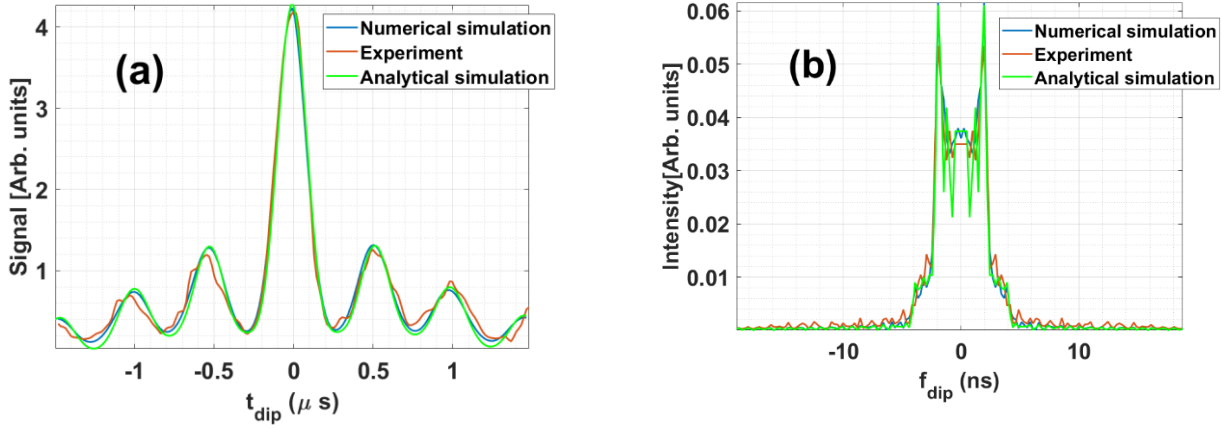 (a)
Numerical simulation
Experiment
Analytical simulation
Signal [Arb. units]
4
3
2
1
-1
-0.5
0
0.5
1
t_dip (μ s)
(b)
Numerical simulation
Experiment
Analytical simulation
Intensity[Arb. units]
0.06
0.05
0.04
0.03
0.02
0.01
-10
0
10
f_dip (ns)